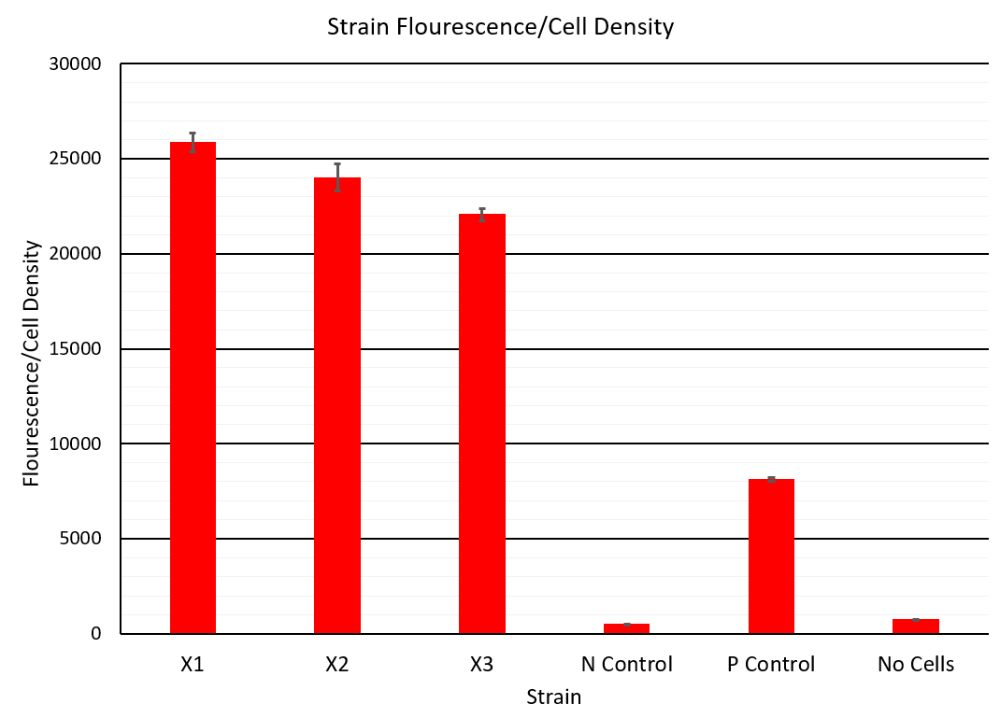 Strain Flourescence/Cell Density
30000
25000
20000
15000
10000
5000
0
Flourescence/Cell Density
X1 X2 X3 N Control P Control No Cells
Strain